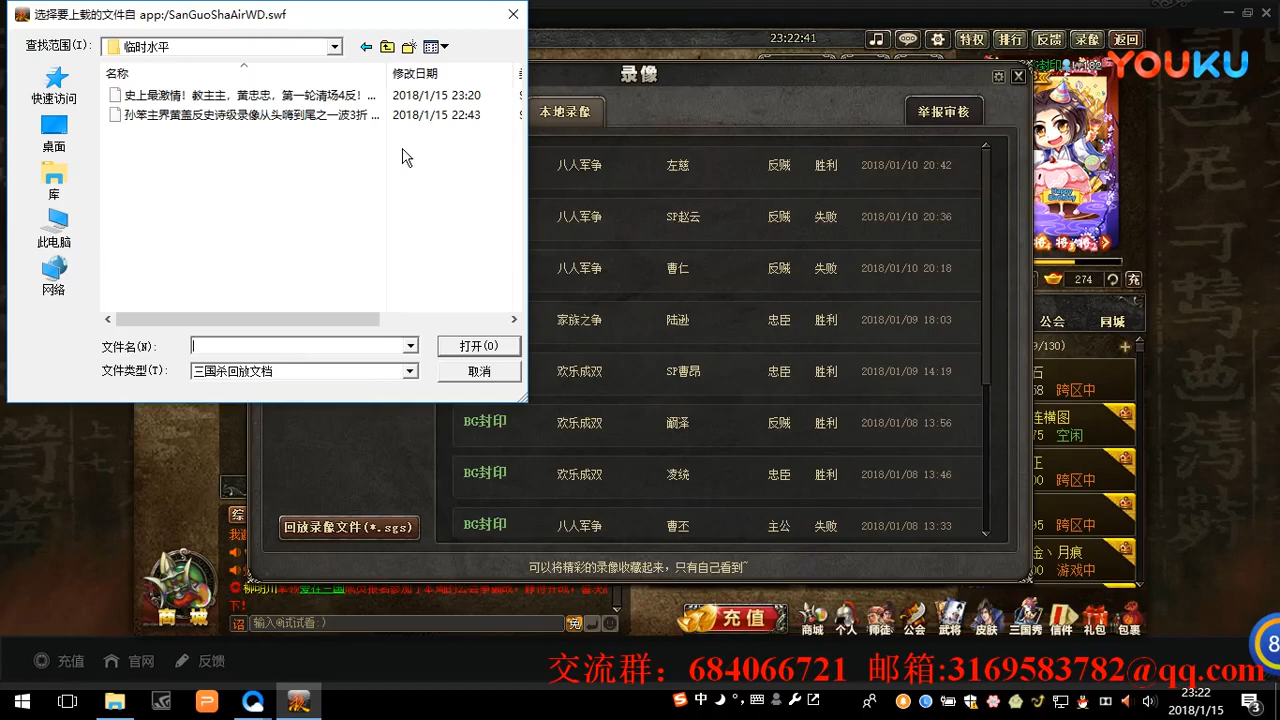 选择要上载的文件自 app:/SanGuoShaAirWD.swf
查找范围(I):
临时水平
快速访问
桌面
库
此电脑
网络
名称
修改日期
史上最激情！教主主，黄忠忠，第一轮清场4反！...
2018/1/15 23:20
孙笨主界黄盖反史诗级录像从头嗨到尾之一波3折 ...
2018/1/15 22:43
文件名(N):
打开(O)
文件类型(T):
三国杀回放文档
取消
23:22:41
特权
排行
反馈
录像
返回
YOUKU
录像
本地录像
举报审核
八人军争 左慈 反贼 胜利 2018/01/10 20:42
八人军争 SP赵云 反贼 失败 2018/01/10 20:36
八人军争 曹仁 反贼 失败 2018/01/10 20:18
家族之争 陆逊 忠臣 胜利 2018/01/09 18:03
欢乐成双 SP曹昂 忠臣 胜利 2018/01/09 14:19
BG封印 欢乐成双 阚泽 反贼 胜利 2018/01/08 13:56
BG封印 欢乐成双 凌统 忠臣 胜利 2018/01/08 13:46
BG封印 八人军争 曹丕 主公 失败 2018/01/08 13:33
回放录像文件(*.sgs)
可以将精彩的录像收藏起来，只有自己看到~
Happy Birthday
274
充
公会
同城
跨区中
连横图
空闲
跨区中
跨区中
金丶月痕
游戏中
综
商城
诏
输入@试试看：)
充值
商城
个人
师徒
公会
武将
皮肤
三国秀
信件
礼包
包裹
充值
官网
反馈
交流群：684066721 邮箱:3169583782@qq.com
中
23:22
2018/1/15
3